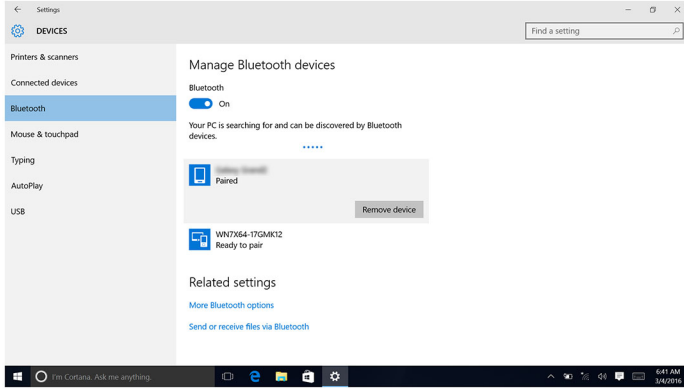 Settings
DEVICES
Find a setting
Printers & scanners
Connected devices
Bluetooth
Mouse & touchpad
Typing
AutoPlay
USB
Manage Bluetooth devices
Bluetooth
On
Your PC is searching for and can be discovered by Bluetooth
devices.
Paired
Remove device
WN7X64-17GMK12
Ready to pair
Related settings
More Bluetooth options
Send or receive files via Bluetooth
I'm Cortana. Ask me anything.
6:41 AM
3/4/2016